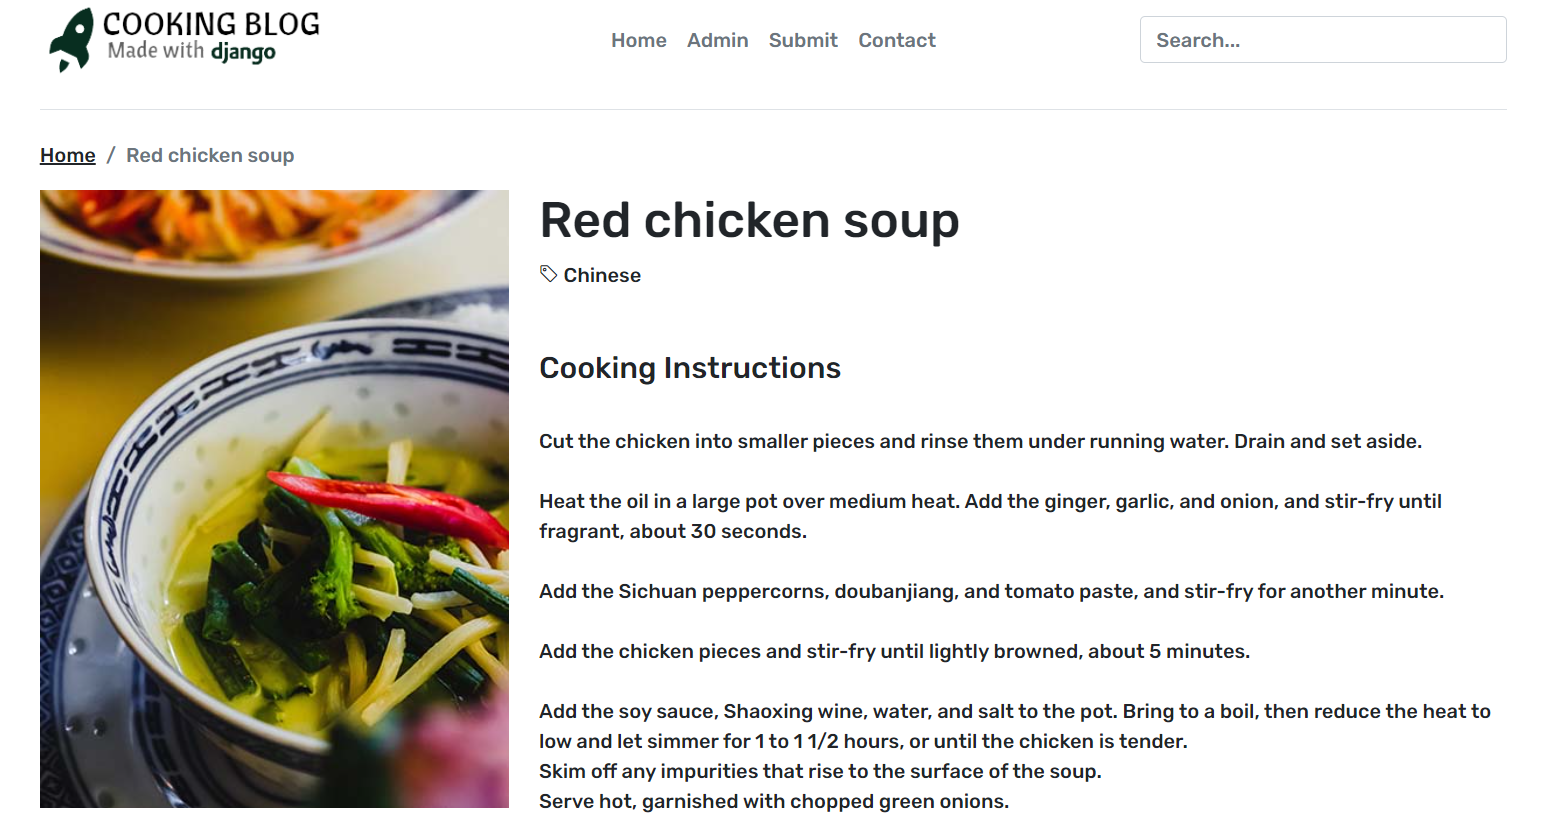 COOKING BLOG
Made with django
Home Admin Submit Contact
Search...
Home / Red chicken soup
Red chicken soup
Chinese
Cooking Instructions
Cut the chicken into smaller pieces and rinse them under running water. Drain and set aside.
Heat the oil in a large pot over medium heat. Add the ginger, garlic, and onion, and stir-fry until
fragrant, about 30 seconds.
Add the Sichuan peppercorns, doubanjiang, and tomato paste, and stir-fry for another minute.
Add the chicken pieces and stir-fry until lightly browned, about 5 minutes.
Add the soy sauce, Shaoxing wine, water, and salt to the pot. Bring to a boil, then reduce the heat to
low and let simmer for 1 to 1 1/2 hours, or until the chicken is tender.
Skim off any impurities that rise to the surface of the soup.
Serve hot, garnished with chopped green onions.